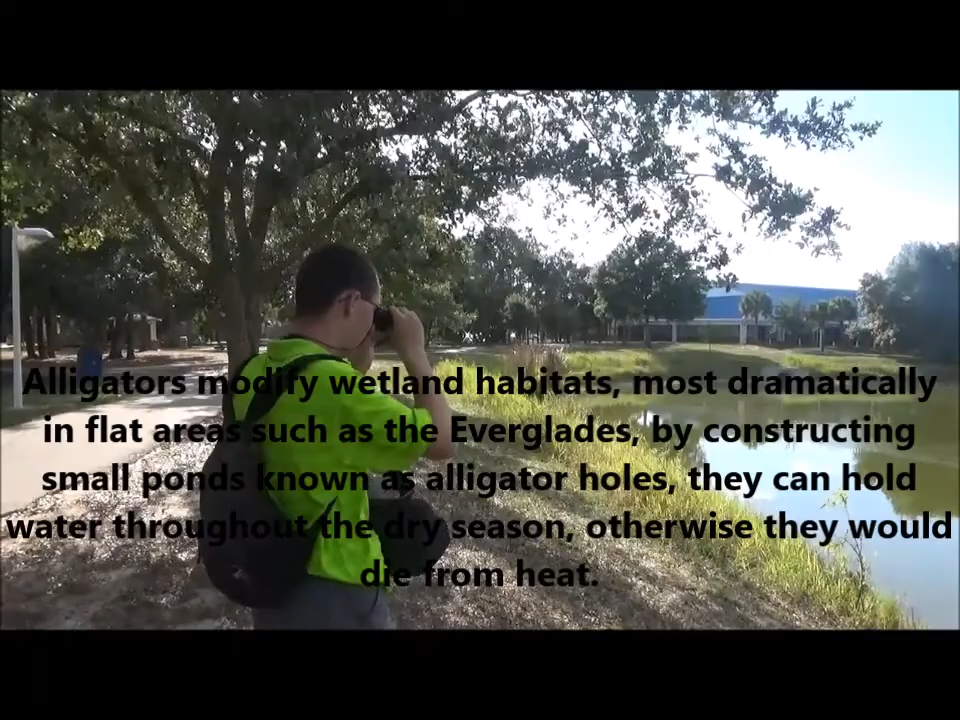 Alligators modify wetland habitats, most dramatically
in flat areas such as the Everglades, by constructing
small ponds known as alligator holes, they can hold
water throughout the dry season, otherwise they would
die from heat.